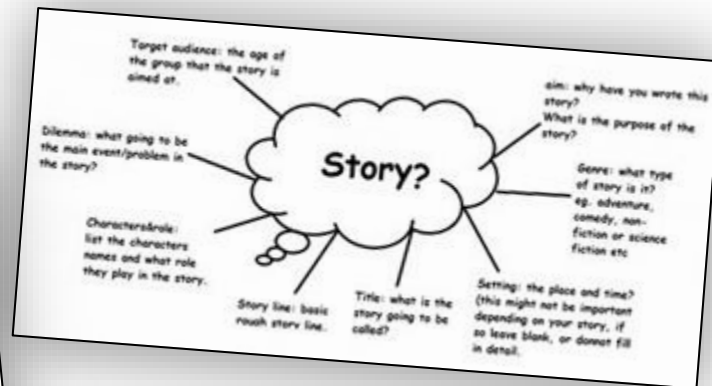 Target audience: the age of
the group that the story is
aimed at.
aim: why have you wrote this
story?
What is the purpose of the
story?
Dilemma: what going to be
the main event/problem in
the story?
Story?
Genre: what type
of story is it?
eg. adventure,
comedy, non-
fiction or science
fiction etc
Characters&role:
list the characters
names and what role
they play in the story.
Setting: the place and time?
(this might not be important
depending on your story, if
so leave blank, or donnot fill
in detail.
Story line: basic
rough story line.
Title: what is the
story going to be
called?